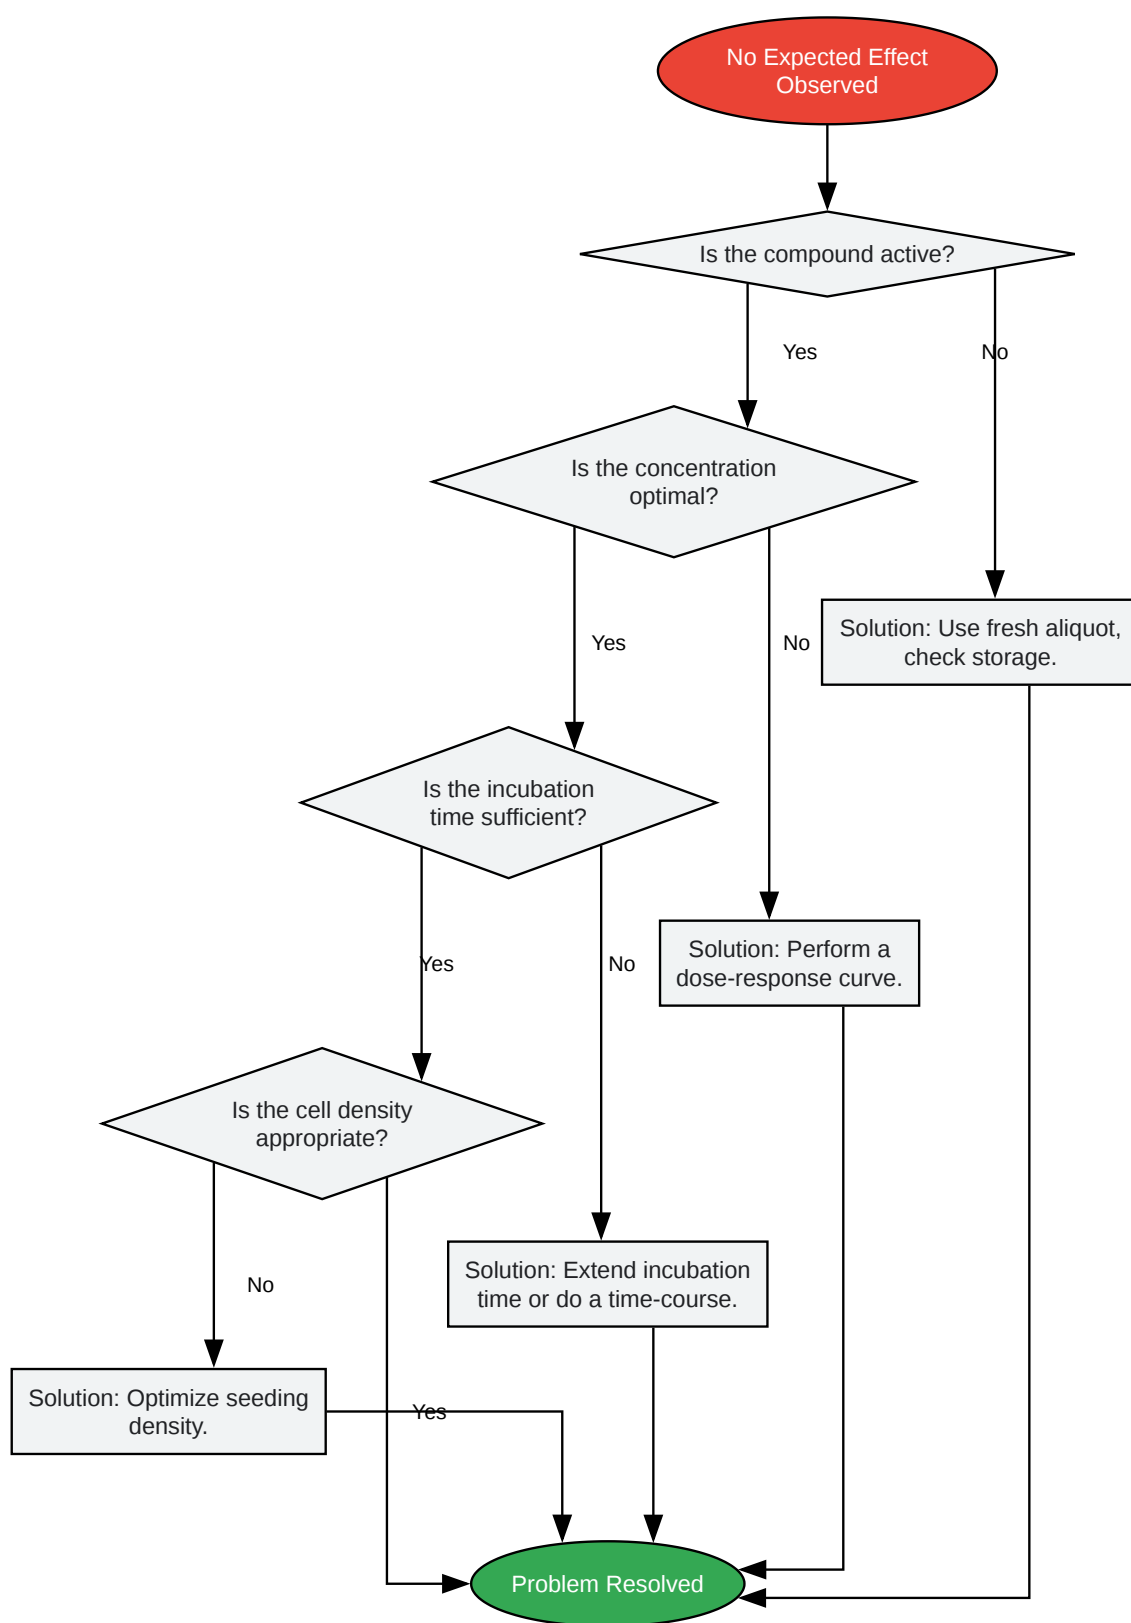 No Expected Effect
Observed
Is the compound active?
Yes
No
Is the concentration
optimal?
Solution: Use fresh aliquot,
check storage.
Yes
No
Is the incubation
time sufficient?
Solution: Perform a
dose-response curve.
Yes
No
Is the cell density
appropriate?
Solution: Extend incubation
time or do a time-course.
No
Solution: Optimize seeding
density.
Yes
Problem Resolved